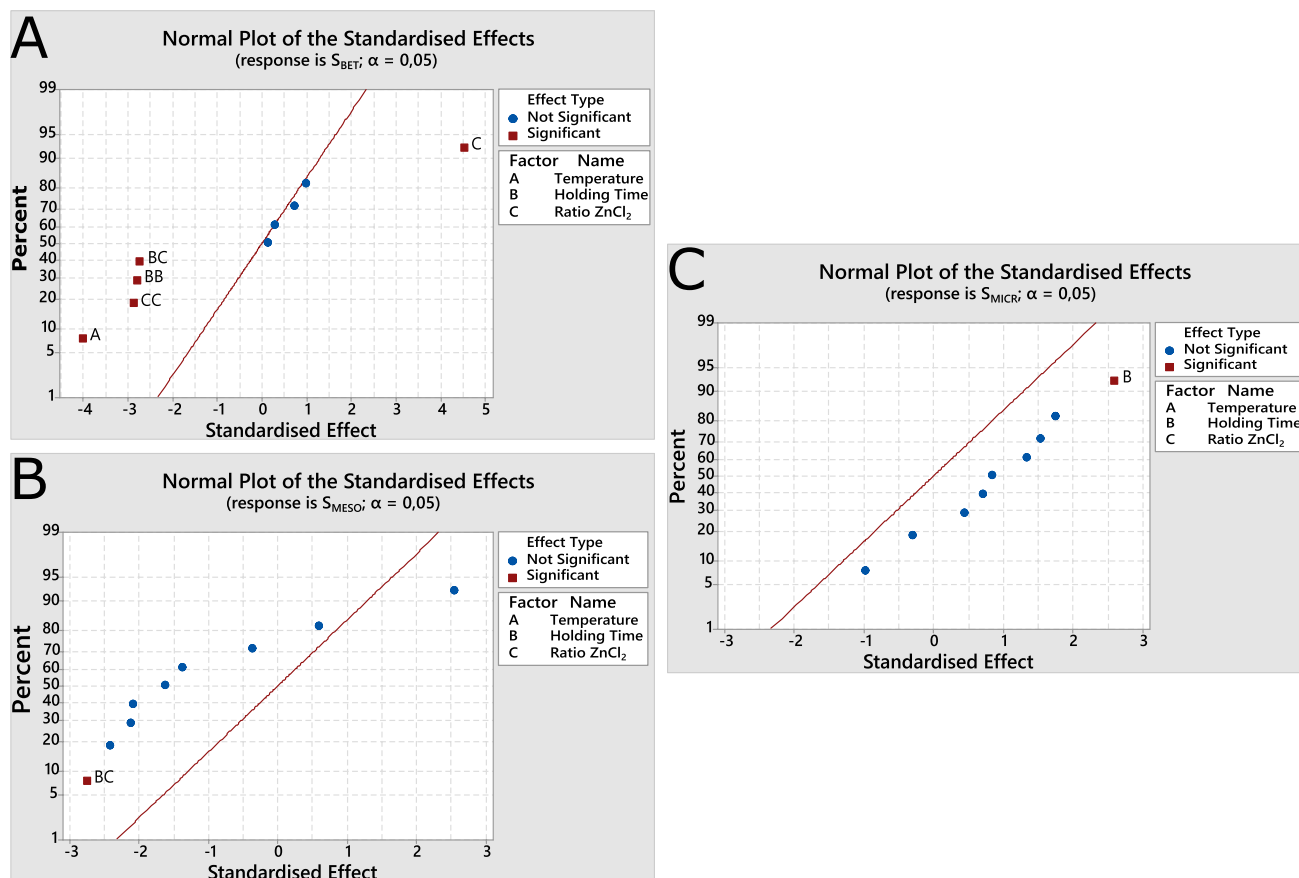 A
Normal Plot of the Standardised Effects
(response is S_BET; α = 0,05)
99
95
90
80
70
60
50
40
30
20
10
5
1
Percent
C
BC
BB
CC
A
-4 -3 -2 -1 0 1 2 3 4 5
Standardised Effect
Effect Type
Not Significant
Significant
Factor Name
A Temperature
B Holding Time
C Ratio ZnCl₂
B
Normal Plot of the Standardised Effects
(response is S_MESO; α = 0,05)
99
95
90
80
70
60
50
40
30
20
10
5
1
Percent
BC
-3 -2 -1 0 1 2 3
Standardised Effect
Effect Type
Not Significant
Significant
Factor Name
A Temperature
B Holding Time
C Ratio ZnCl₂
C
Normal Plot of the Standardised Effects
(response is S_MICR; α = 0,05)
99
95
90
80
70
60
50
40
30
20
10
5
1
Percent
B
-3 -2 -1 0 1 2 3
Standardised Effect
Effect Type
Not Significant
Significant
Factor Name
A Temperature
B Holding Time
C Ratio ZnCl₂